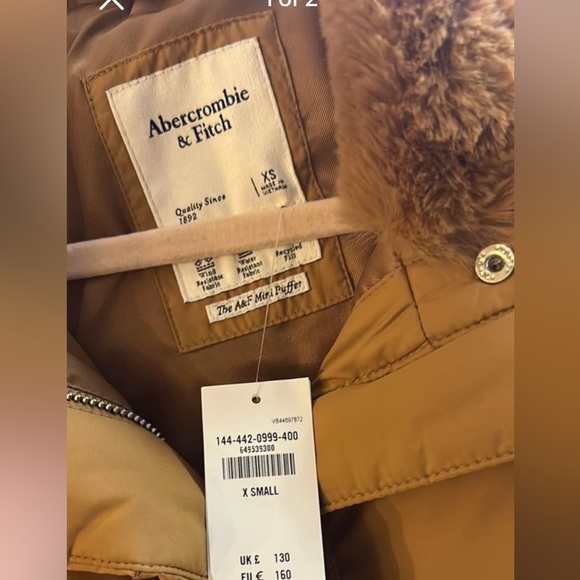 1 of 2
Abercrombie
& Fitch
XS
MADE IN
VIETNAM
Quality Since
1892
Wind
Resistant
Fabric
Water
Resistant
Fabric
Recycled
Fill
The A&F Mini Puffer
VB44697872
144-442-0999-400
649539300
X SMALL
UK £ 130
EU € 160